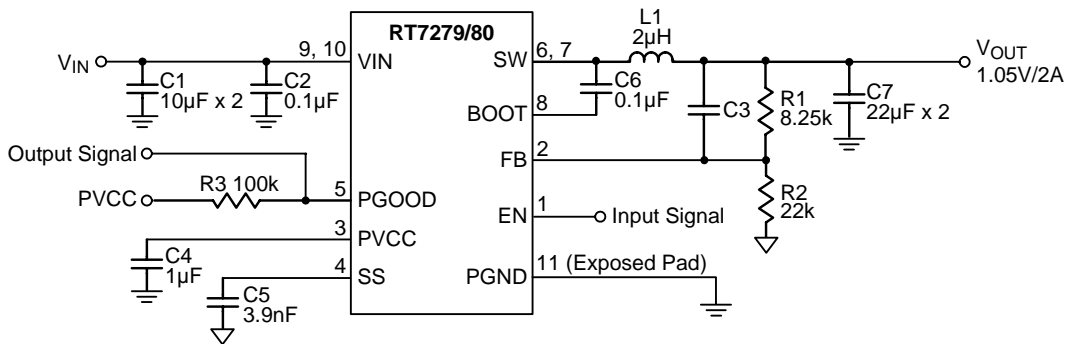 RT7279/80
VIN
9, 10
VIN
C1
10µF x 2
C2
0.1µF
SW
6, 7
L1
2µH
VOUT
1.05V/2A
C6
0.1µF
BOOT
8
C3
R1
8.25k
C7
22µF x 2
Output Signal
FB
2
PVCC
R3 100k
5
PGOOD
R2
22k
EN
1
Input Signal
3
PVCC
C4
1µF
4
SS
PGND
11 (Exposed Pad)
C5
3.9nF